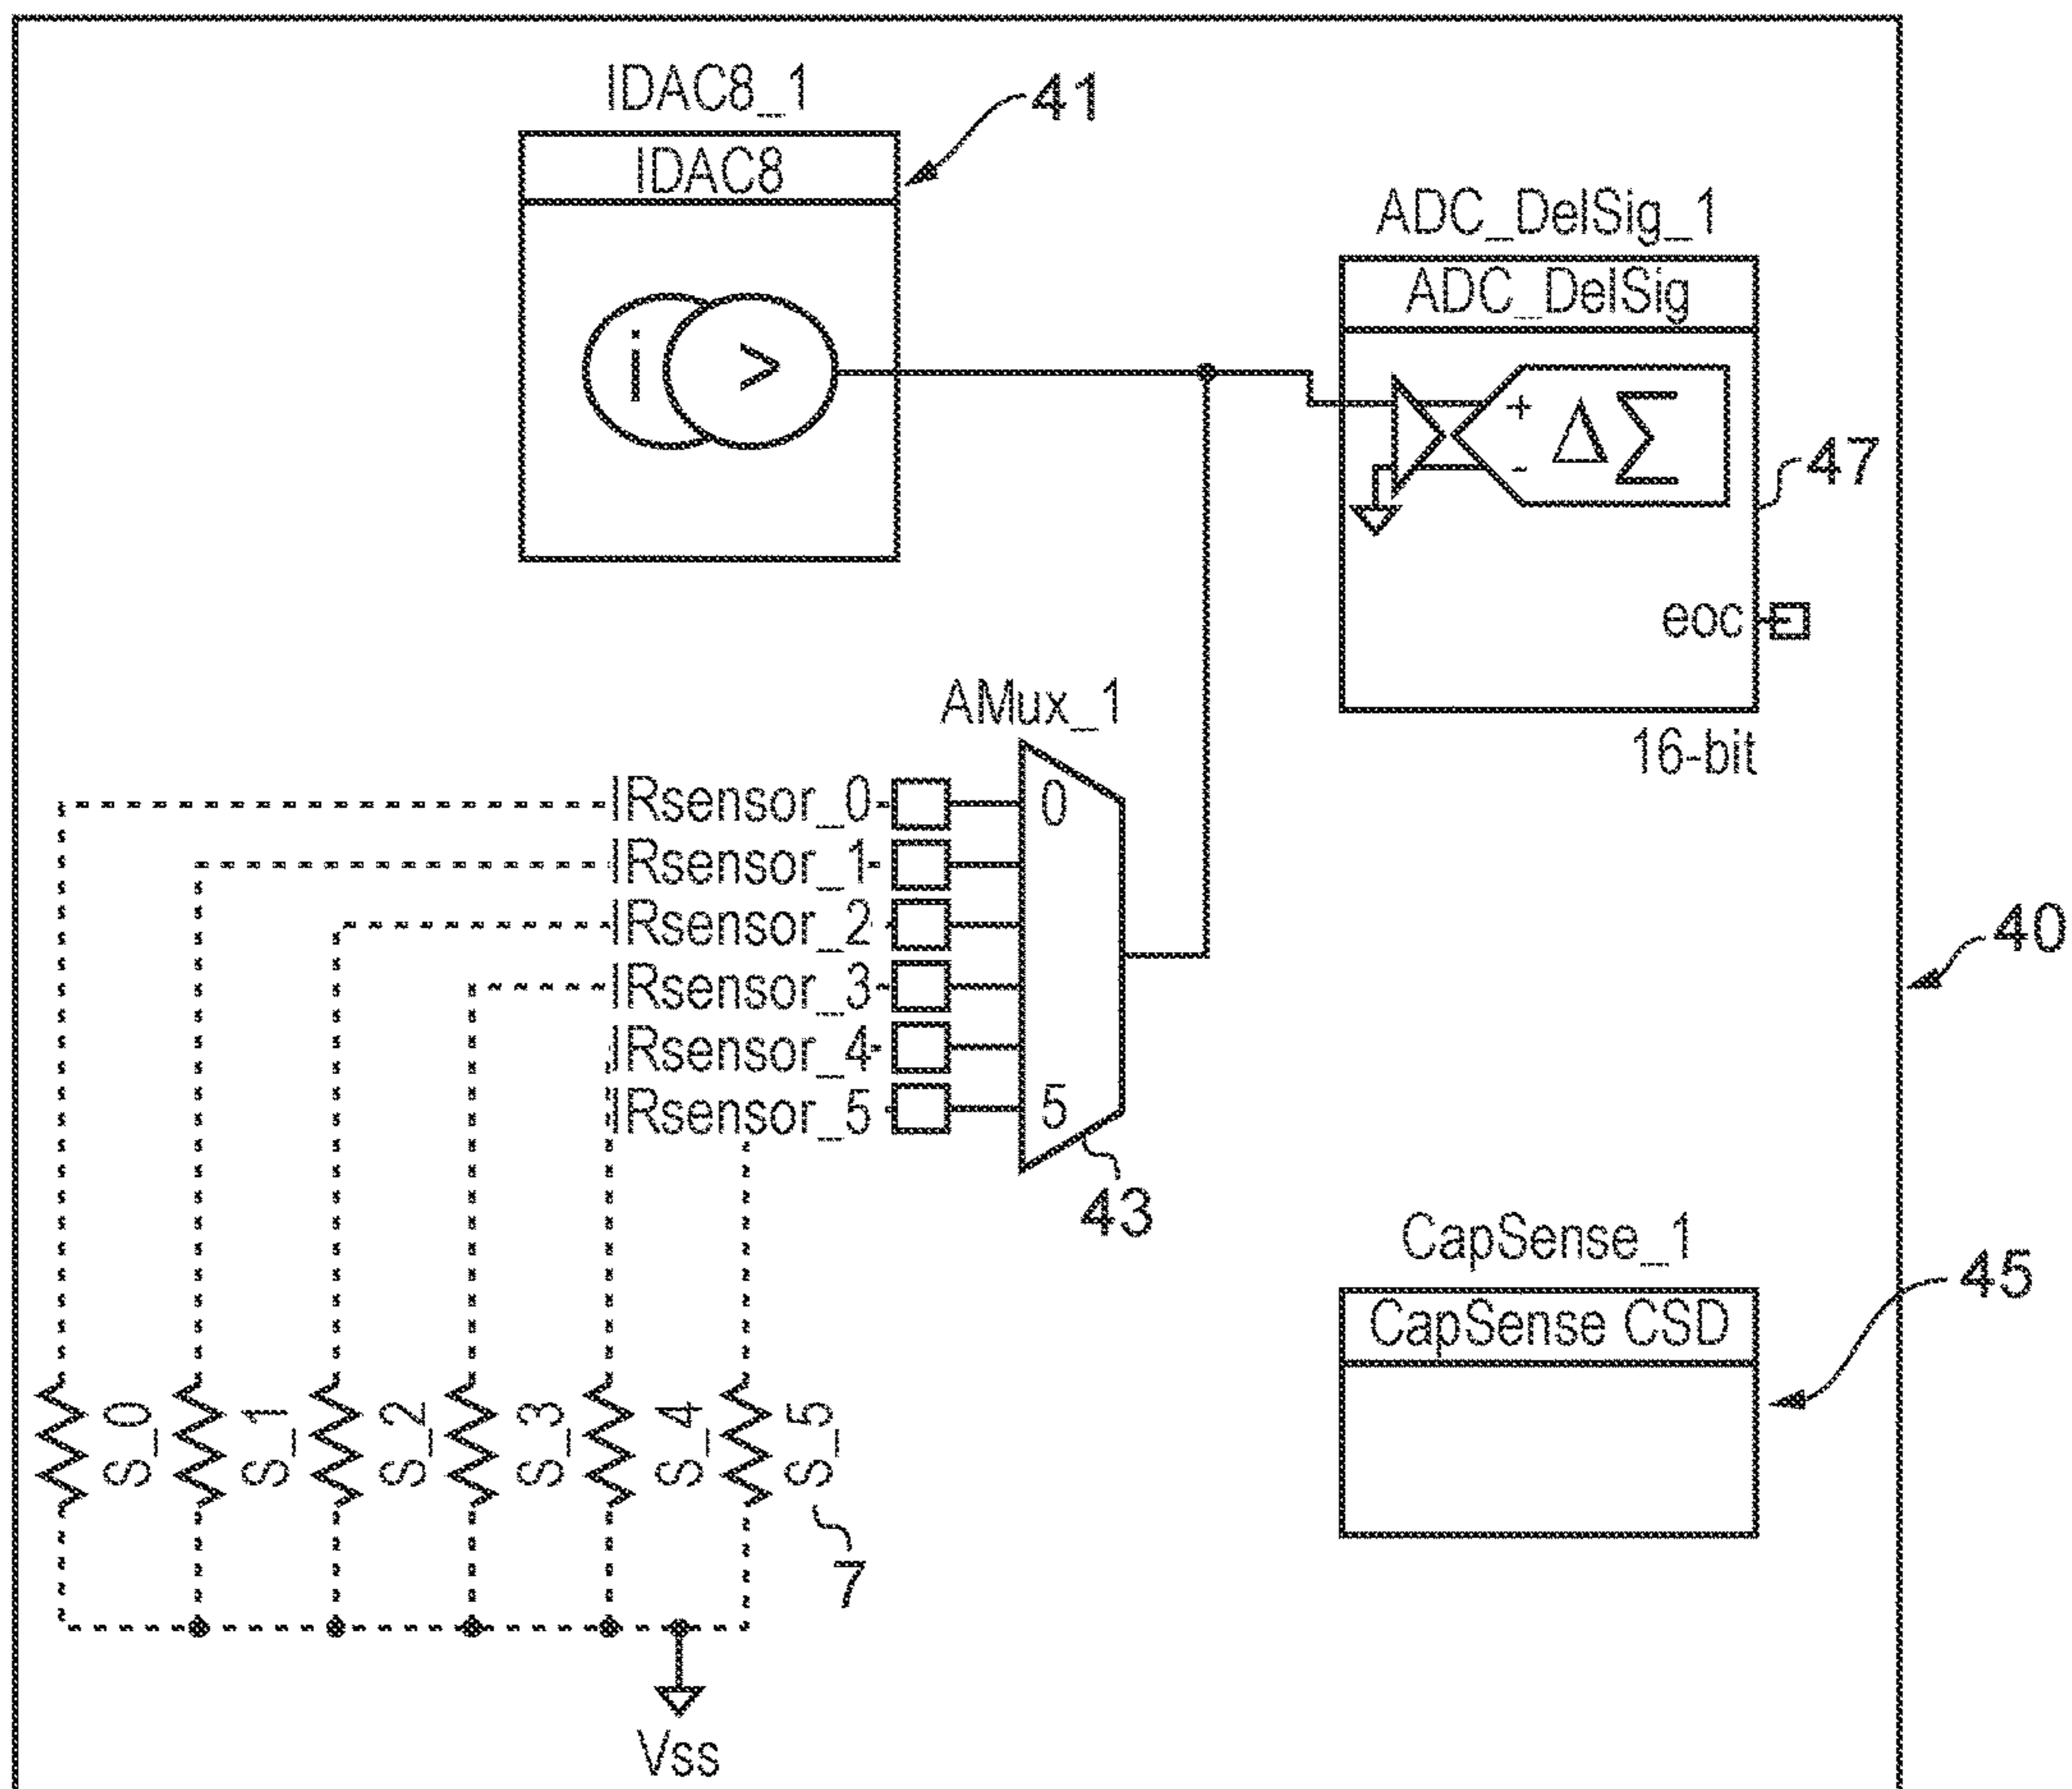 IDAC8_1
41
IDAC8
i >
ADC_DelSig_1
ADC_DelSig
+
ΔΣ
-
47
eoc
16-bit
AMux_1
IRsensor_0
0
IRsensor_1
IRsensor_2
IRsensor_3
IRsensor_4
IRsensor_5
5
43
40
CapSense_1
45
CapSense CSD
S_0
S_1
S_2
S_3
S_4
S_5
7
Vss